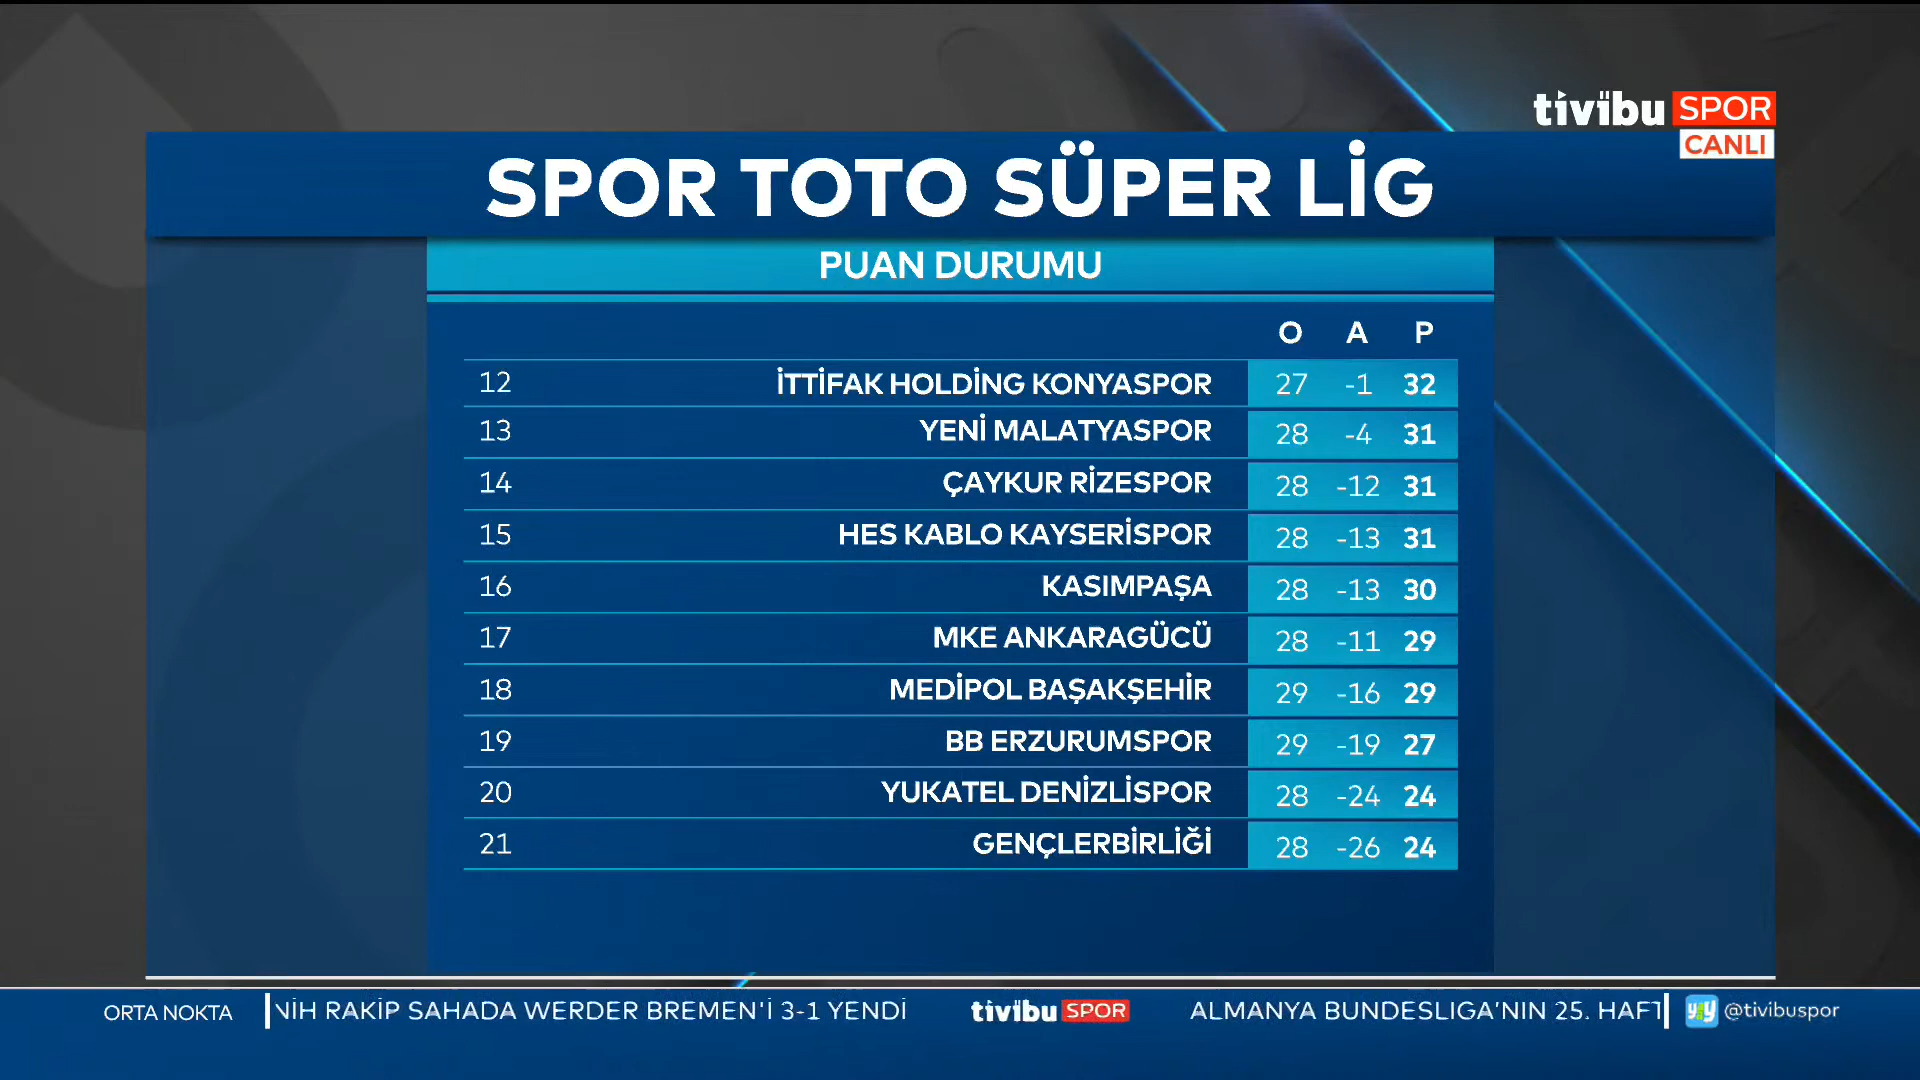 tivibu SPOR
CANLI
SPOR TOTO SÜPER LİG
PUAN DURUMU
O A P
12 İTTİFAK HOLDİNG KONYASPOR 27 -1 32
13 YENİ MALATYASPOR 28 -4 31
14 ÇAYKUR RİZESPOR 28 -12 31
15 HES KABLO KAYSERİSPOR 28 -13 31
16 KASIMPAŞA 28 -13 30
17 MKE ANKARAGÜCÜ 28 -11 29
18 MEDİPOL BAŞAKŞEHİR 29 -16 29
19 BB ERZURUMSPOR 29 -19 27
20 YUKATEL DENİZLİSPOR 28 -24 24
21 GENÇLERBİRLİĞİ 28 -26 24
ORTA NOKTA NİH RAKİP SAHADA WERDER BREMEN'İ 3-1 YENDİ tivibu SPOR ALMANYA BUNDESLIGA'NIN 25. HAFT @tivibuspor